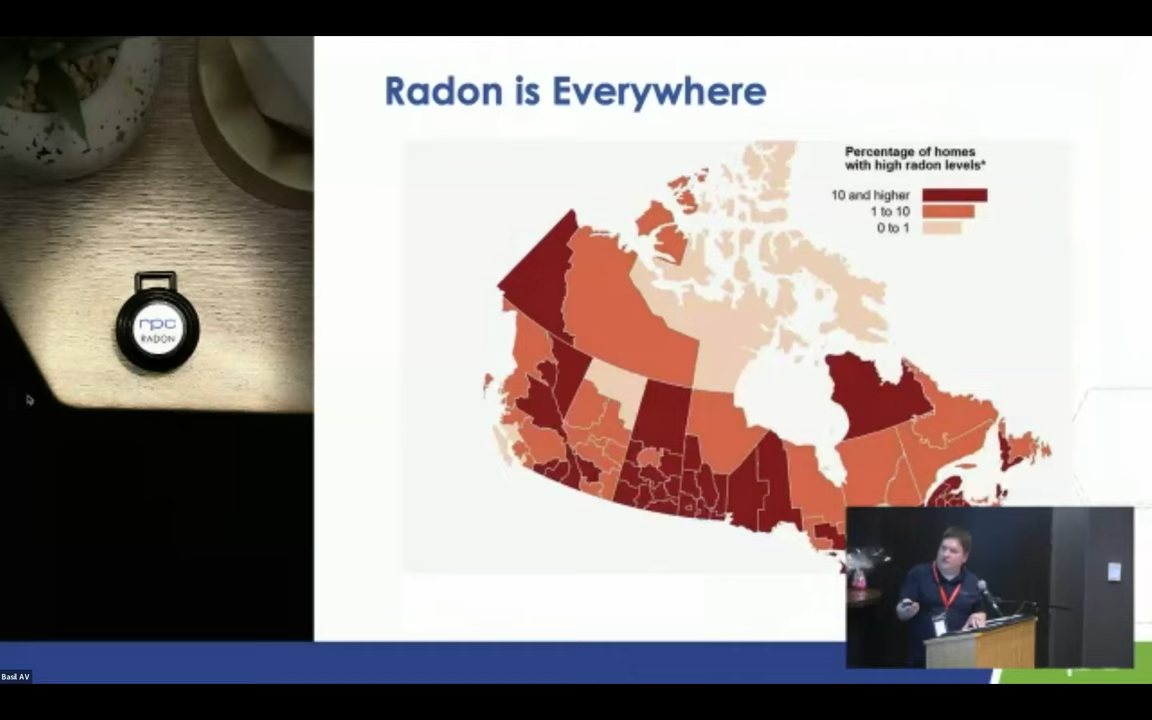 Radon is Everywhere
Percentage of homes
with high radon levels*
10 and higher
1 to 10
0 to 1
rpc
RADON
Basil AV